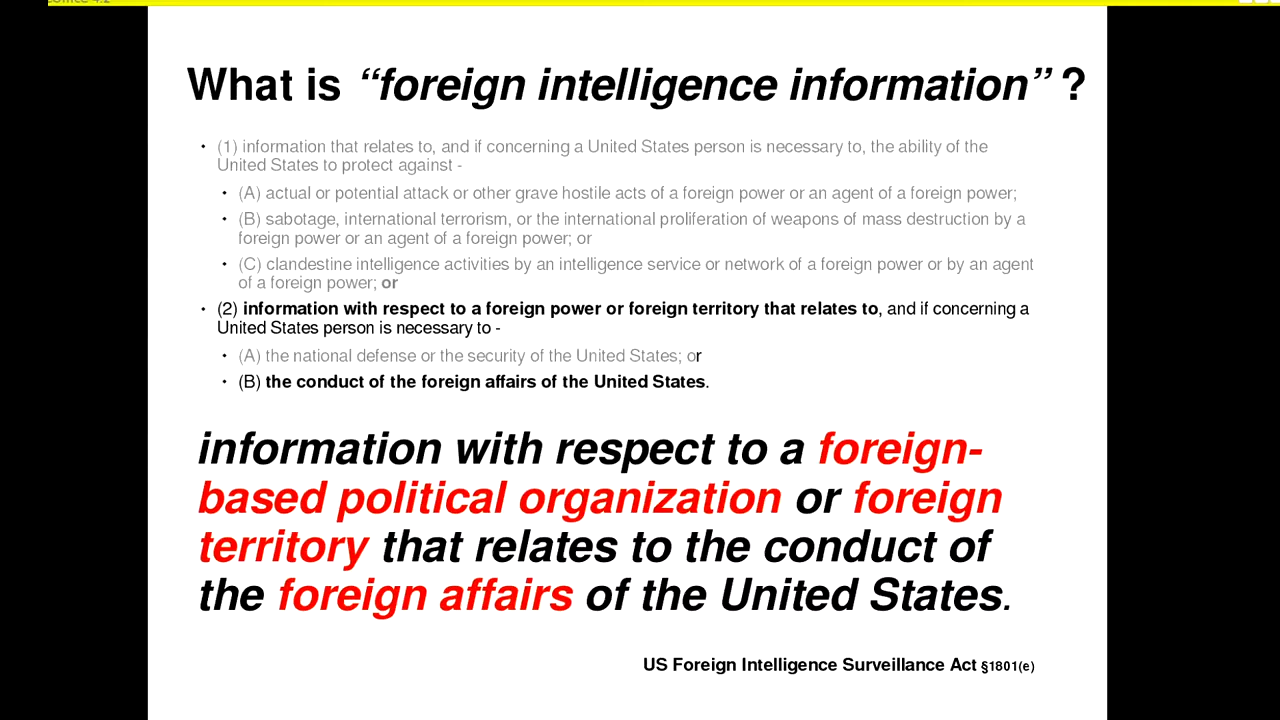 What is “foreign intelligence information” ?
• (1) information that relates to, and if concerning a United States person is necessary to, the ability of the
United States to protect against -
• (A) actual or potential attack or other grave hostile acts of a foreign power or an agent of a foreign power;
• (B) sabotage, international terrorism, or the international proliferation of weapons of mass destruction by a
foreign power or an agent of a foreign power; or
• (C) clandestine intelligence activities by an intelligence service or network of a foreign power or by an agent
of a foreign power; or
• (2) information with respect to a foreign power or foreign territory that relates to, and if concerning a
United States person is necessary to -
• (A) the national defense or the security of the United States; or
• (B) the conduct of the foreign affairs of the United States.
information with respect to a foreign-
based political organization or foreign
territory that relates to the conduct of
the foreign affairs of the United States.
US Foreign Intelligence Surveillance Act §1801(e)